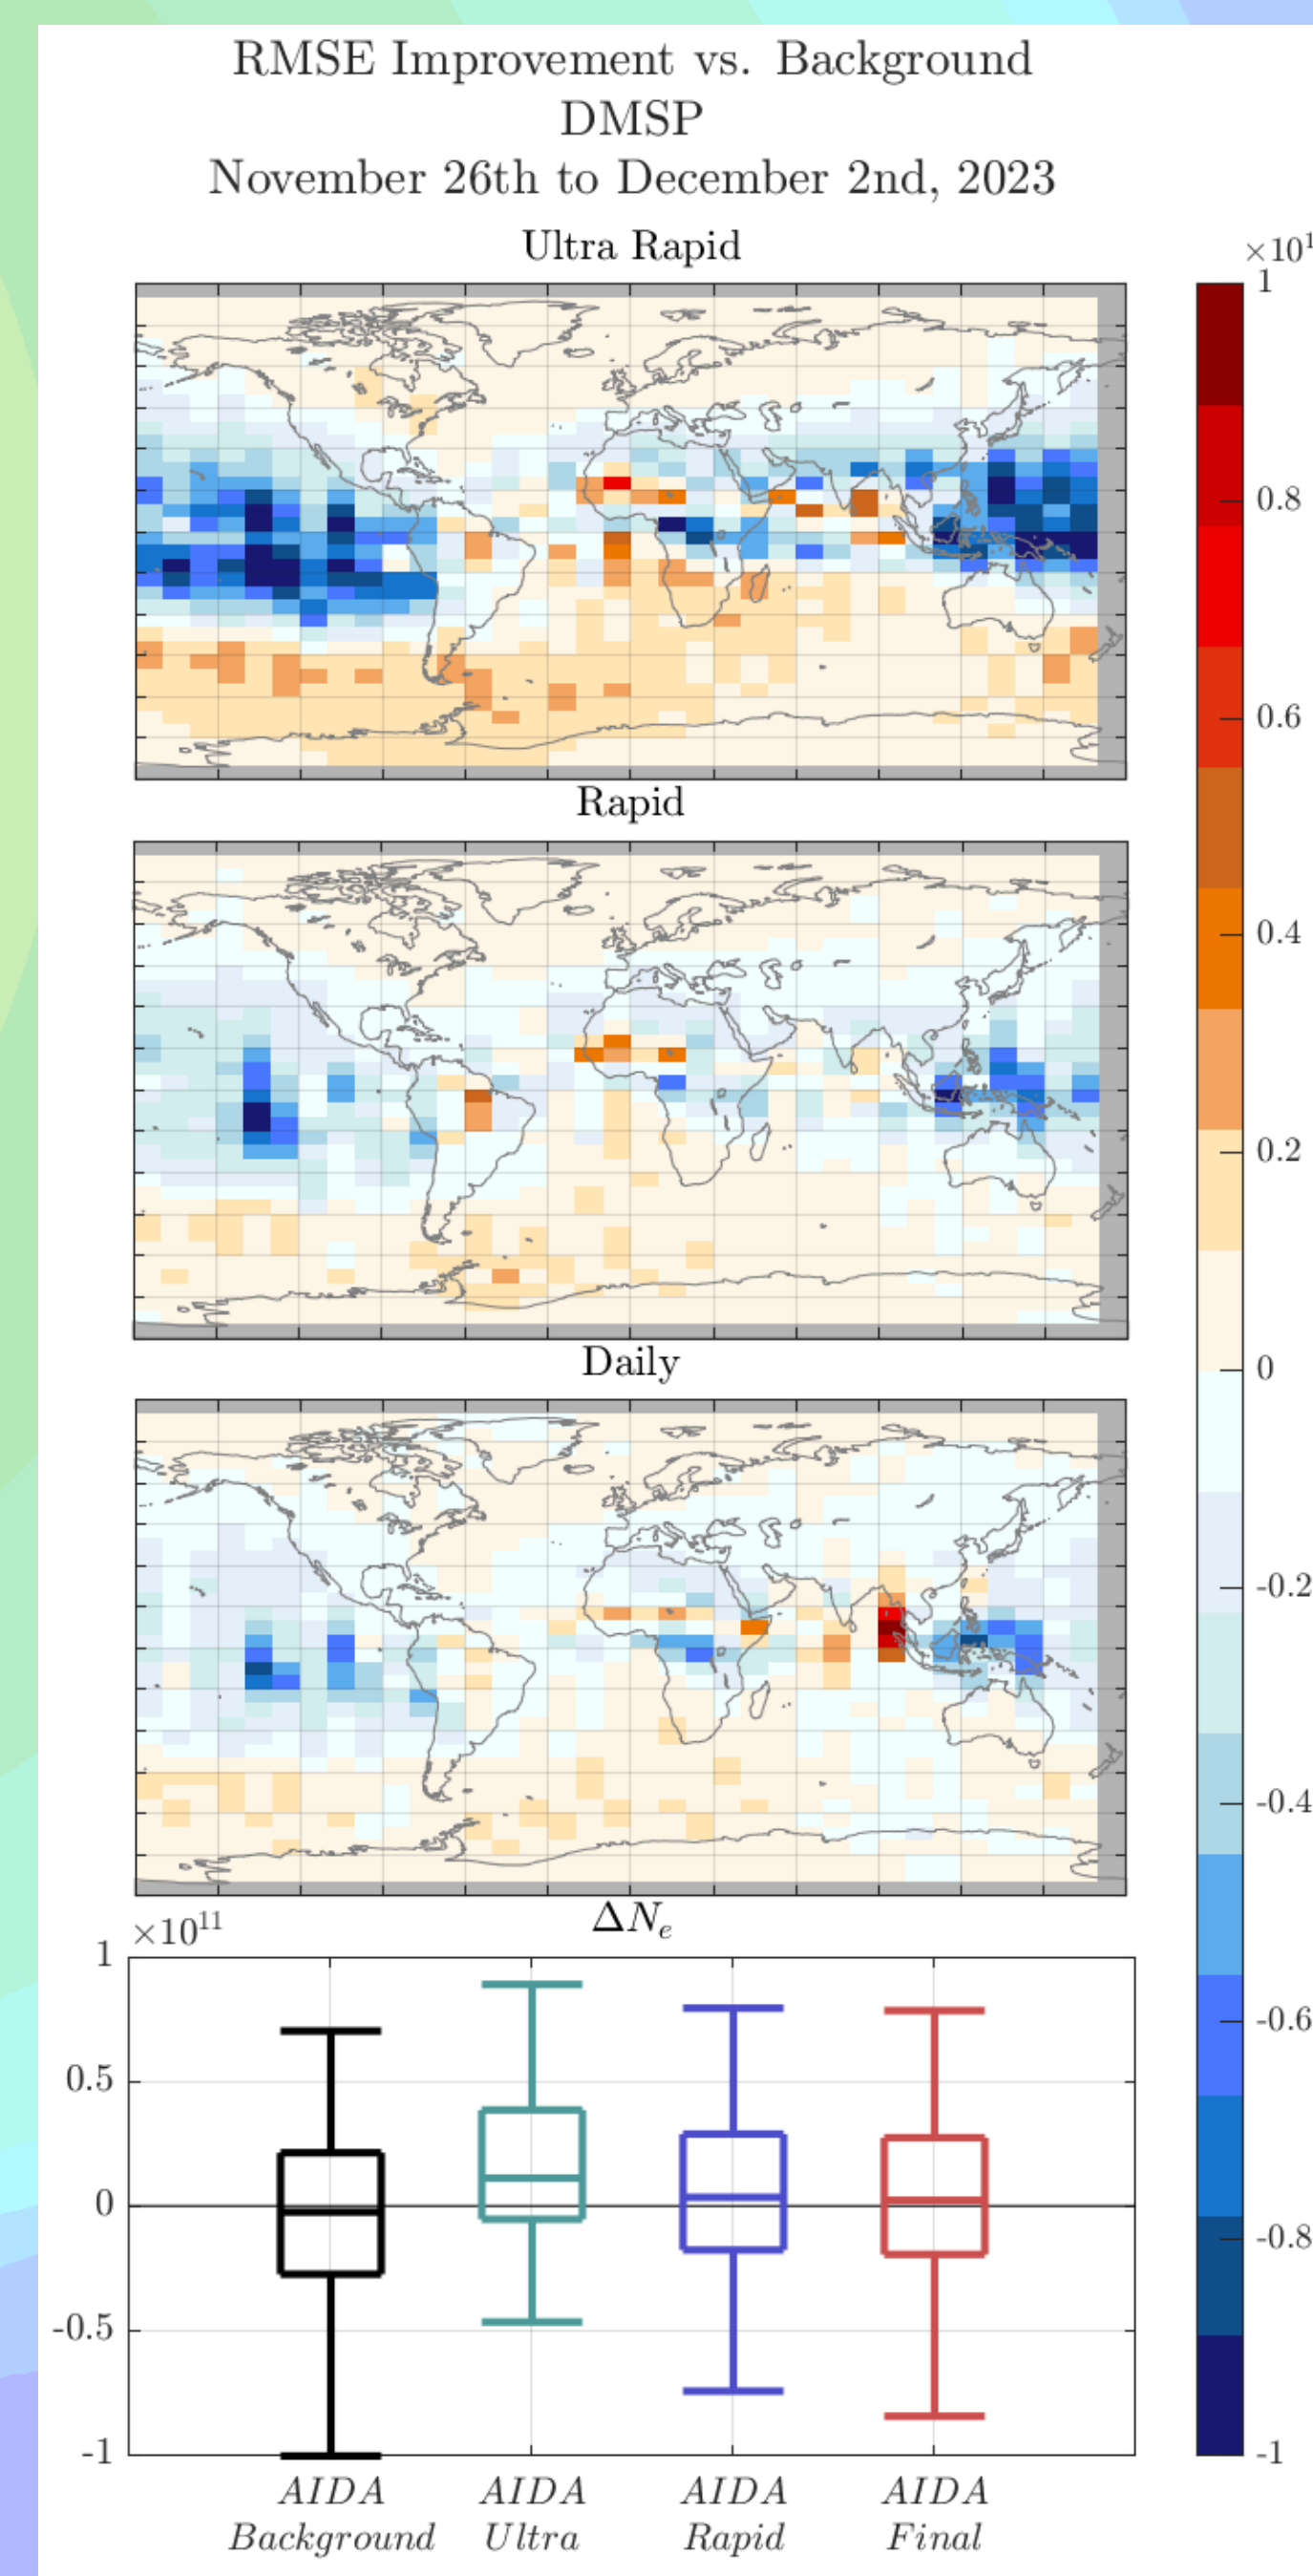 RMSE Improvement vs. Background
DMSP
November 26th to December 2nd, 2023
Ultra Rapid
×10¹
1
0.8
0.6
0.4
0.2
0
-0.2
-0.4
-0.6
-0.8
-1
Rapid
Daily
ΔNₑ
×10¹¹
1
0.5
0
-0.5
-1
AIDA AIDA AIDA AIDA
Background Ultra Rapid Final